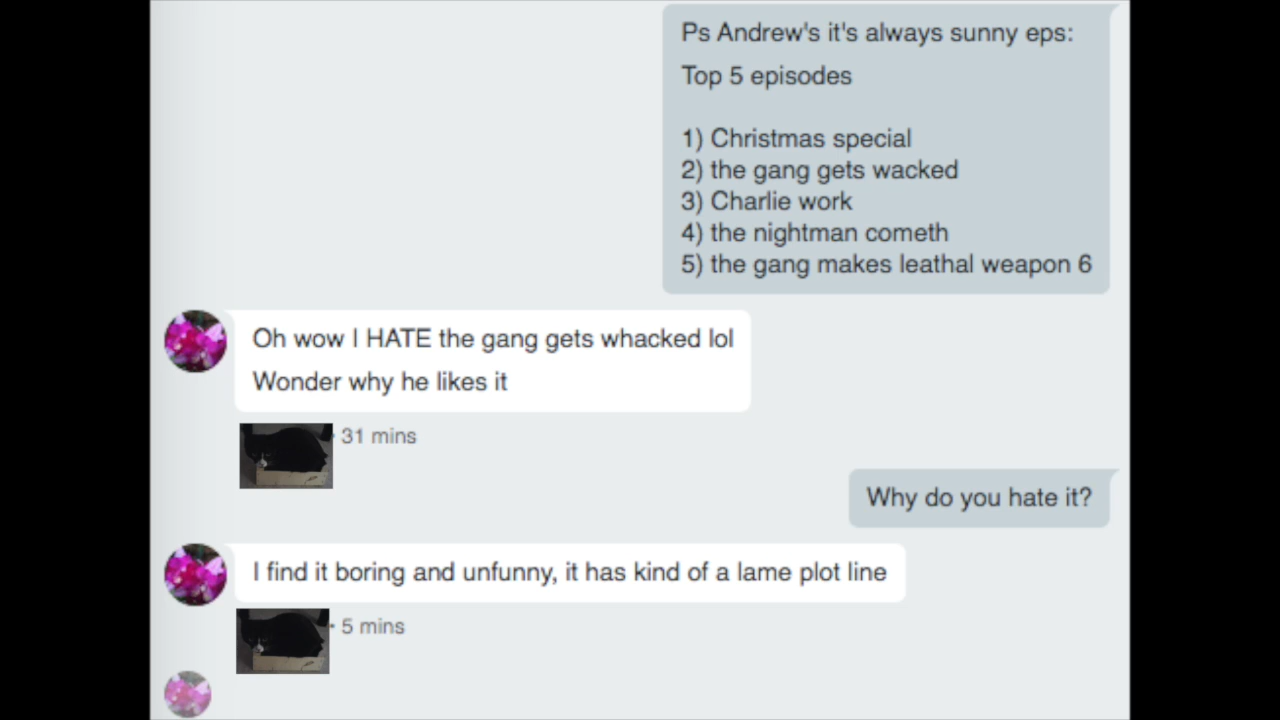 Ps Andrew's it's always sunny eps:
Top 5 episodes
1) Christmas special
2) the gang gets wacked
3) Charlie work
4) the nightman cometh
5) the gang makes leathal weapon 6
Oh wow I HATE the gang gets whacked lol
Wonder why he likes it
• 31 mins
Why do you hate it?
I find it boring and unfunny, it has kind of a lame plot line
• 5 mins